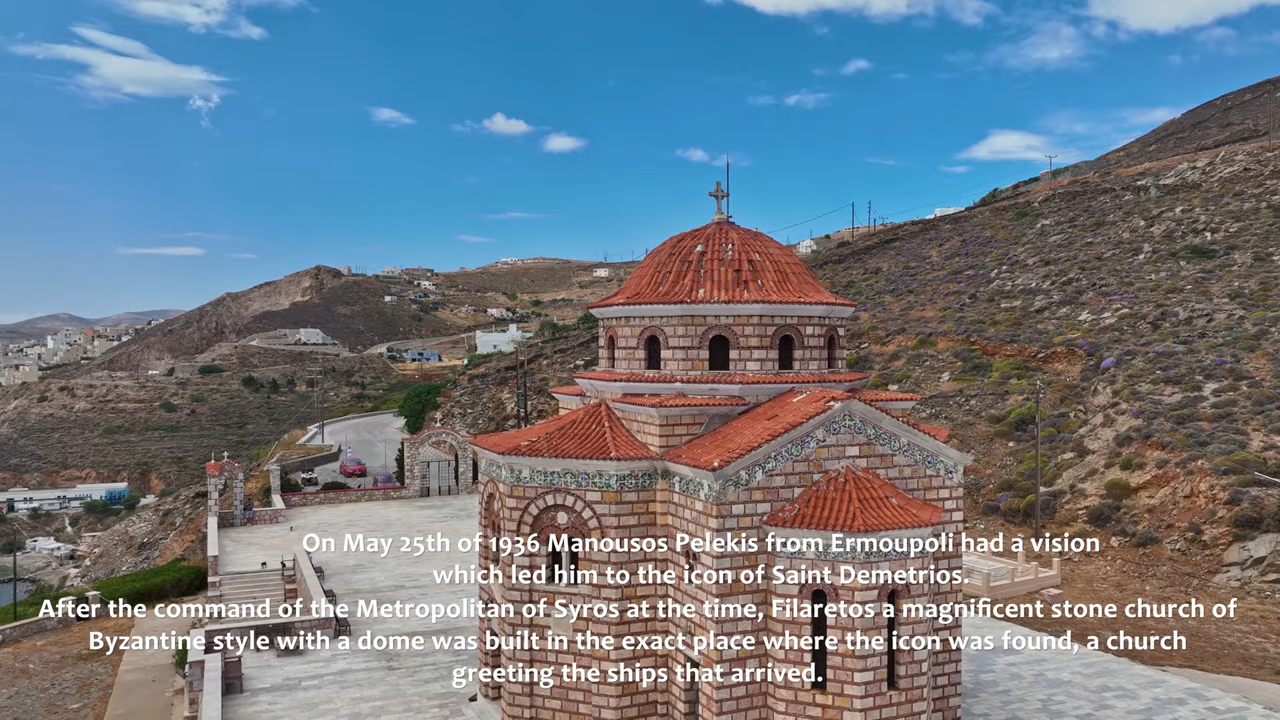 On May 25th of 1936 Manousos Pelekis from Ermoupoli had a vision
which led him to the icon of Saint Demetrios.
After the command of the Metropolitan of Syros at the time, Filaretos a magnificent stone church of
Byzantine style with a dome was built in the exact place where the icon was found, a church
greeting the ships that arrived.